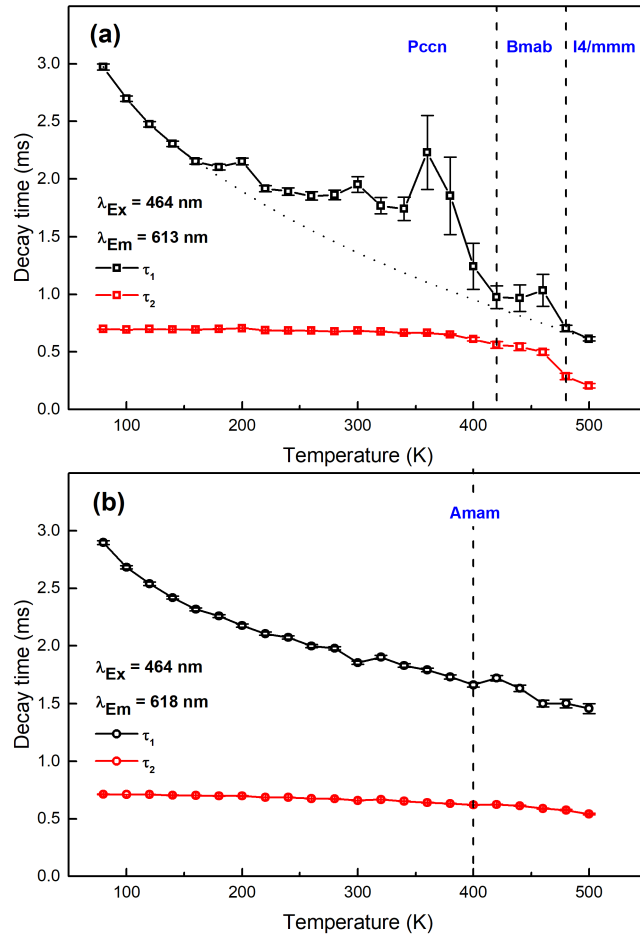 (a)
Pccn
Bmab
I4/mmm
3.0
2.5
2.0
1.5
1.0
0.5
0.0
Decay time (ms)
λEx = 464 nm
λEm = 613 nm
τ1
τ2
100
200
300
400
500
Temperature (K)
(b)
Amam
3.0
2.5
2.0
1.5
1.0
0.5
0.0
Decay time (ms)
λEx = 464 nm
λEm = 618 nm
τ1
τ2
100
200
300
400
500
Temperature (K)